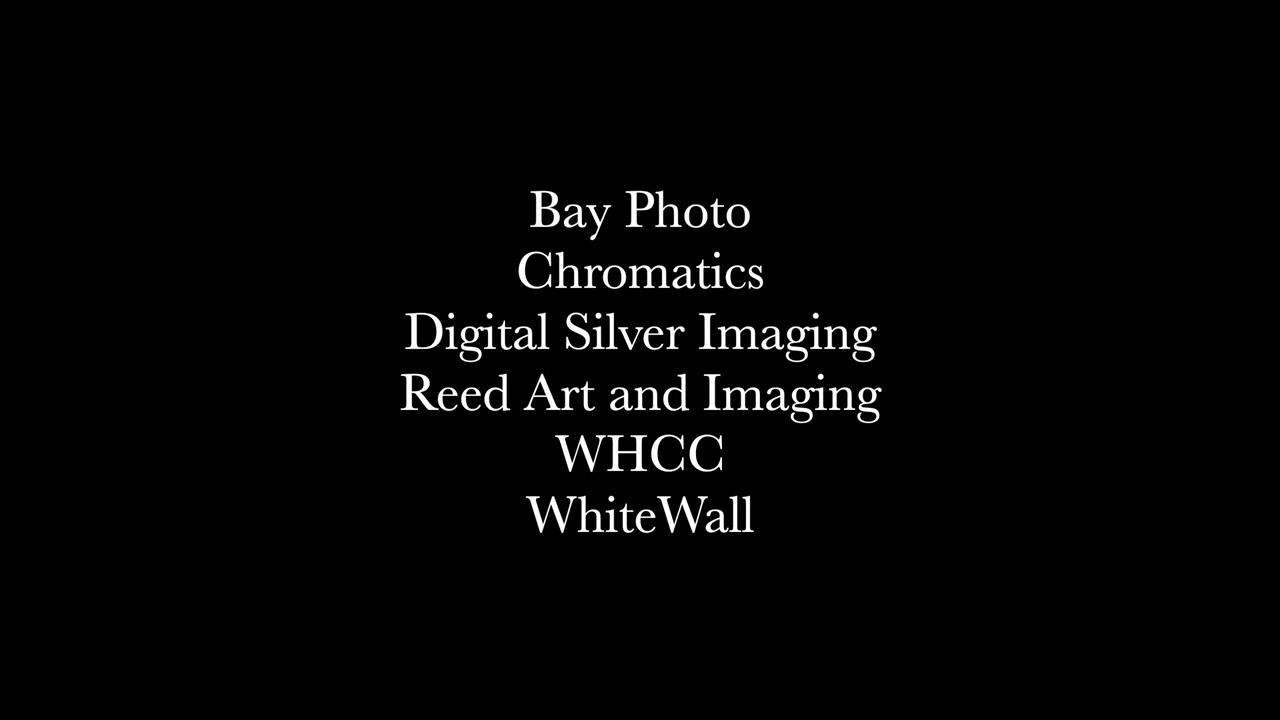 Bay Photo
Chromatics
Digital Silver Imaging
Reed Art and Imaging
WHCC
WhiteWall